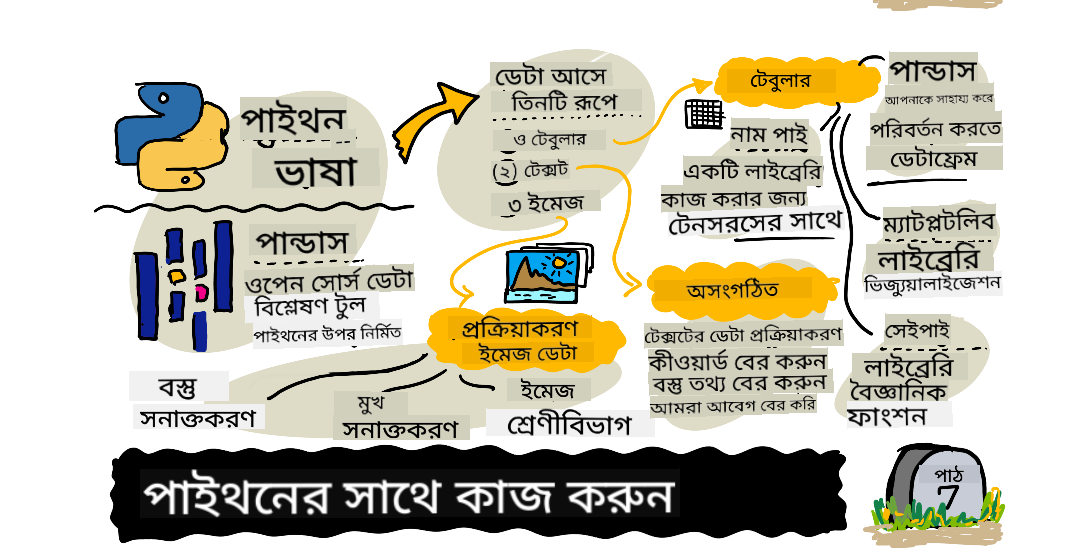 পাইথন
ভাষা
পান্ডাস
ওপেন সোর্স ডেটা
বিশ্লেষণ টুল
পাইথনের উপর নির্মিত
ডেটা আসে
তিনটি রূপে
ও টেবুলার
(২) টেক্সট
৩ ইমেজ
টেবুলার
নাম পাই
একটি লাইব্রেরি
কাজ করার জন্য
টেনসরসের সাথে
পান্ডাস
আপনাকে সাহায্য করে
পরিবর্তন করতে
ডেটাফ্রেম
ম্যাটপ্লটলিব
লাইব্রেরি
ভিজ্যুয়ালাইজেশন
সেইপাই
লাইব্রেরি
বৈজ্ঞানিক
ফাংশন
অসংগঠিত
টেক্সটের ডেটা প্রক্রিয়াকরণ
কীওয়ার্ড বের করুন
বস্তু তথ্য বের করুন
আমরা আবেগ বের করি
প্রক্রিয়াকরণ
ইমেজ ডেটা
বস্তু
সনাক্তকরণ
মুখ
সনাক্তকরণ
ইমেজ
শ্রেণীবিভাগ
পাইথনের সাথে কাজ করুন
পাঠ
7